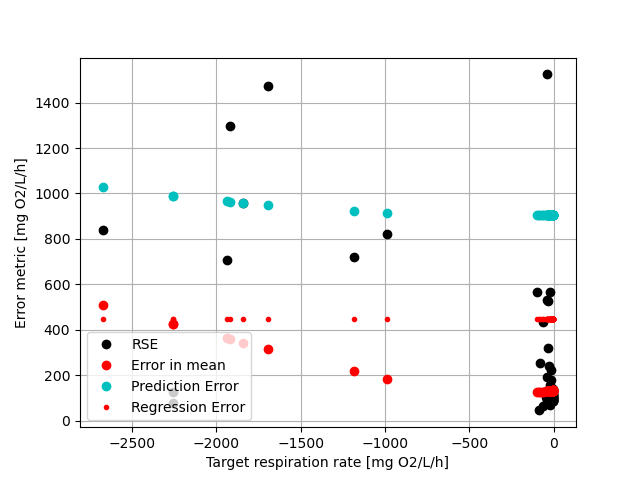 1400
1200
1000
800
600
400
200
0
Error metric [mg O2/L/h]
RSE
Error in mean
Prediction Error
Regression Error
−2500 −2000 −1500 −1000 −500 0
Target respiration rate [mg O2/L/h]